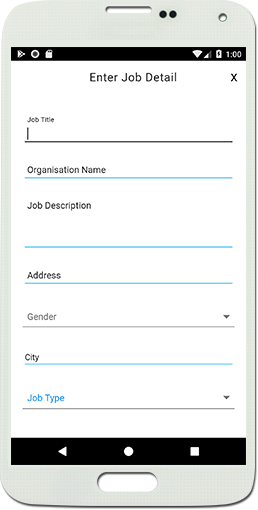 1:00
Enter Job Detail X
Job Title
Organisation Name
Job Description
Address
Gender
City
Job Type